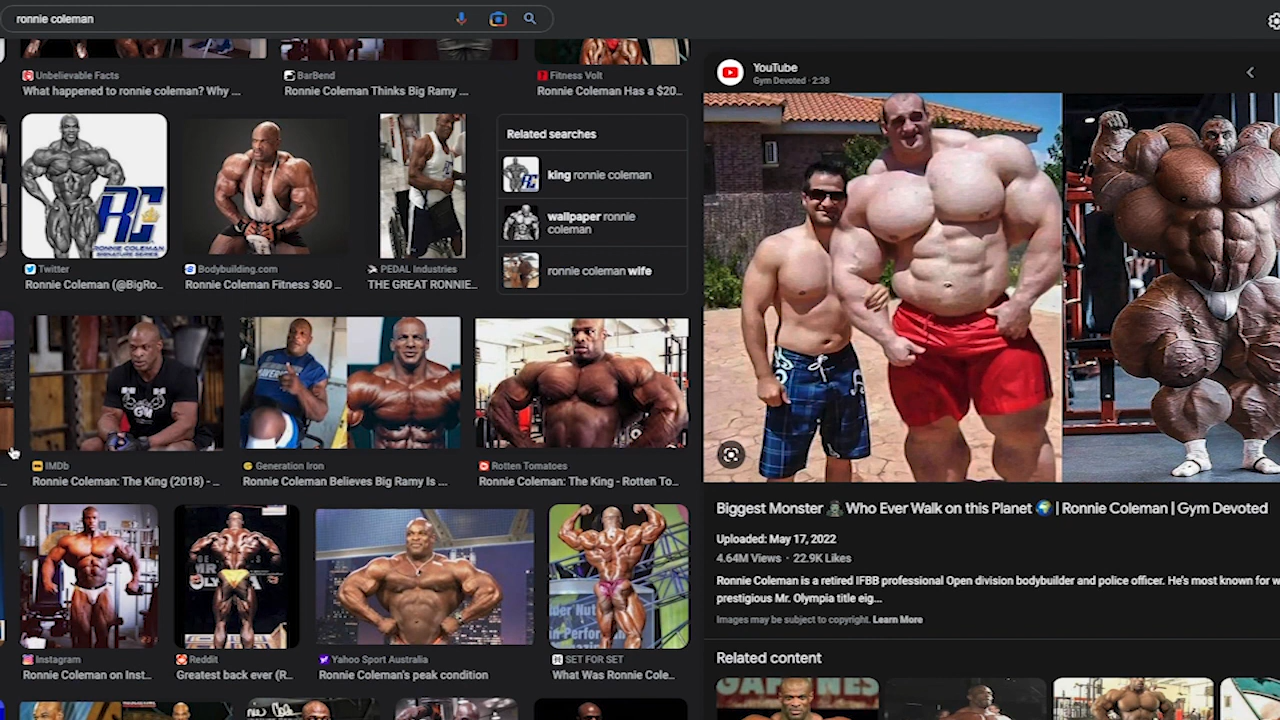 ronnie coleman
Unbelievable Facts
What happened to ronnie coleman? Why ...
BarBend
Ronnie Coleman Thinks Big Ramy ....
Fitness Volt
Ronnie Coleman Has a $20...
RC
RONNIE COLEMAN
SIGNATURE SERIES
Twitter
Ronnie Coleman (@BigRo...
Bodybuilding.com
Ronnie Coleman Fitness 360 ...
PEDAL Industries
THE GREAT RONNIE...
Related searches
king ronnie coleman
wallpaper ronnie
coleman
ronnie coleman wife
IMDb
Ronnie Coleman: The King (2018) - ...
Generation Iron
Ronnie Coleman Believes Big Ramy Is ...
Rotten Tomatoes
Ronnie Coleman: The King - Rotten To...
Instagram
Ronnie Coleman on Inst...
Reddit
Greatest back ever (R...
Yahoo Sport Australia
Ronnie Coleman's peak condition
SET FOR SET
What Was Ronnie Cole...
YouTube
Gym Devoted · 2:38
Biggest Monster Who Ever Walk on this Planet 🌍 | Ronnie Coleman | Gym Devoted
Uploaded: May 17, 2022
4.64M Views · 22.9K Likes
Ronnie Coleman is a retired IFBB professional Open division bodybuilder and police officer. He's most known for w
prestigious Mr. Olympia title eig...
Images may be subject to copyright. Learn More
Related content